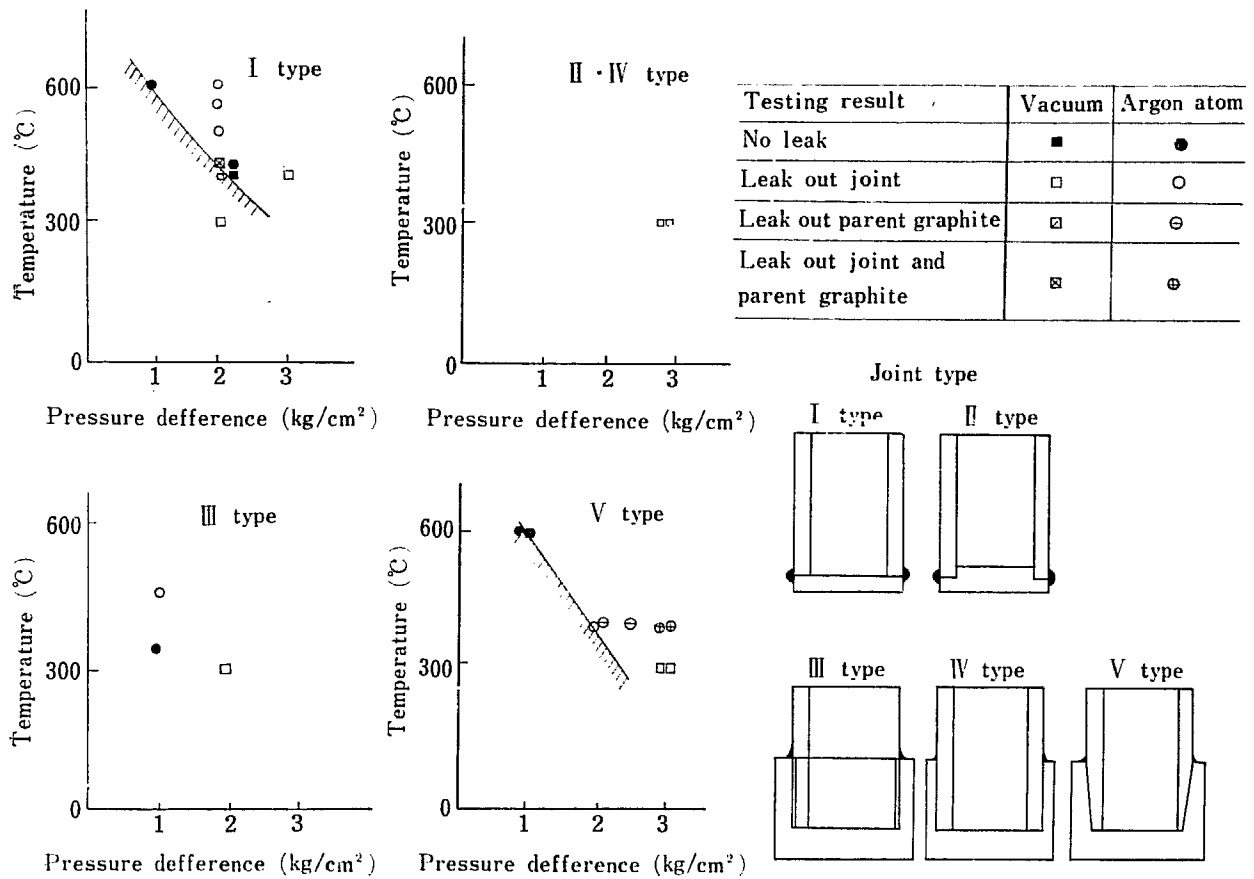 I type
600
300
0
1 2 3
Temperature (℃)
Pressure defference (kg/cm²)
II・IV type
600
300
0
1 2 3
Temperature (℃)
Pressure defference (kg/cm²)
Testing result Vacuum Argon atom
No leak ■ ●
Leak out joint □ ○
Leak out parent graphite ⍁ ⊖
Leak out joint and
parent graphite ⊠ ⊕
III type
600
300
0
1 2 3
Temperature (℃)
Pressure defference (kg/cm²)
V type
600
300
0
1 2 3
Temperature (℃)
Pressure defference (kg/cm²)
Joint type
I type II type
III type IV type V type